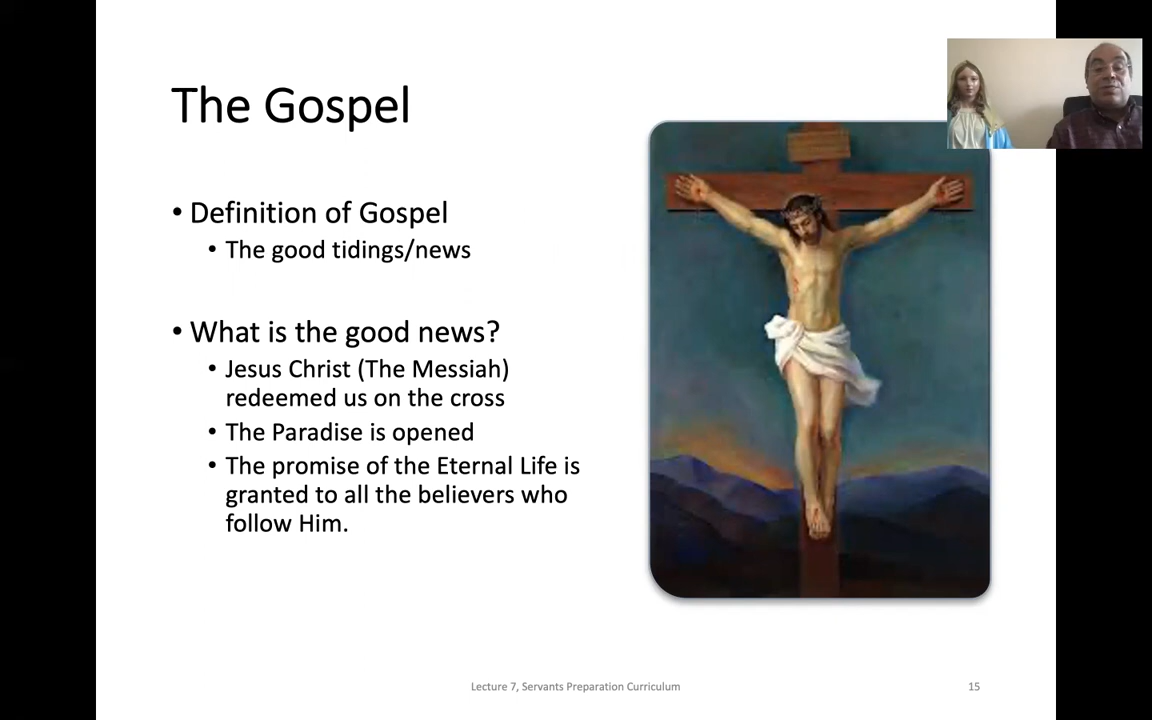 The Gospel
• Definition of Gospel
• The good tidings/news
• What is the good news?
• Jesus Christ (The Messiah)
redeemed us on the cross
• The Paradise is opened
• The promise of the Eternal Life is
granted to all the believers who
follow Him.
Lecture 7, Servants Preparation Curriculum
15